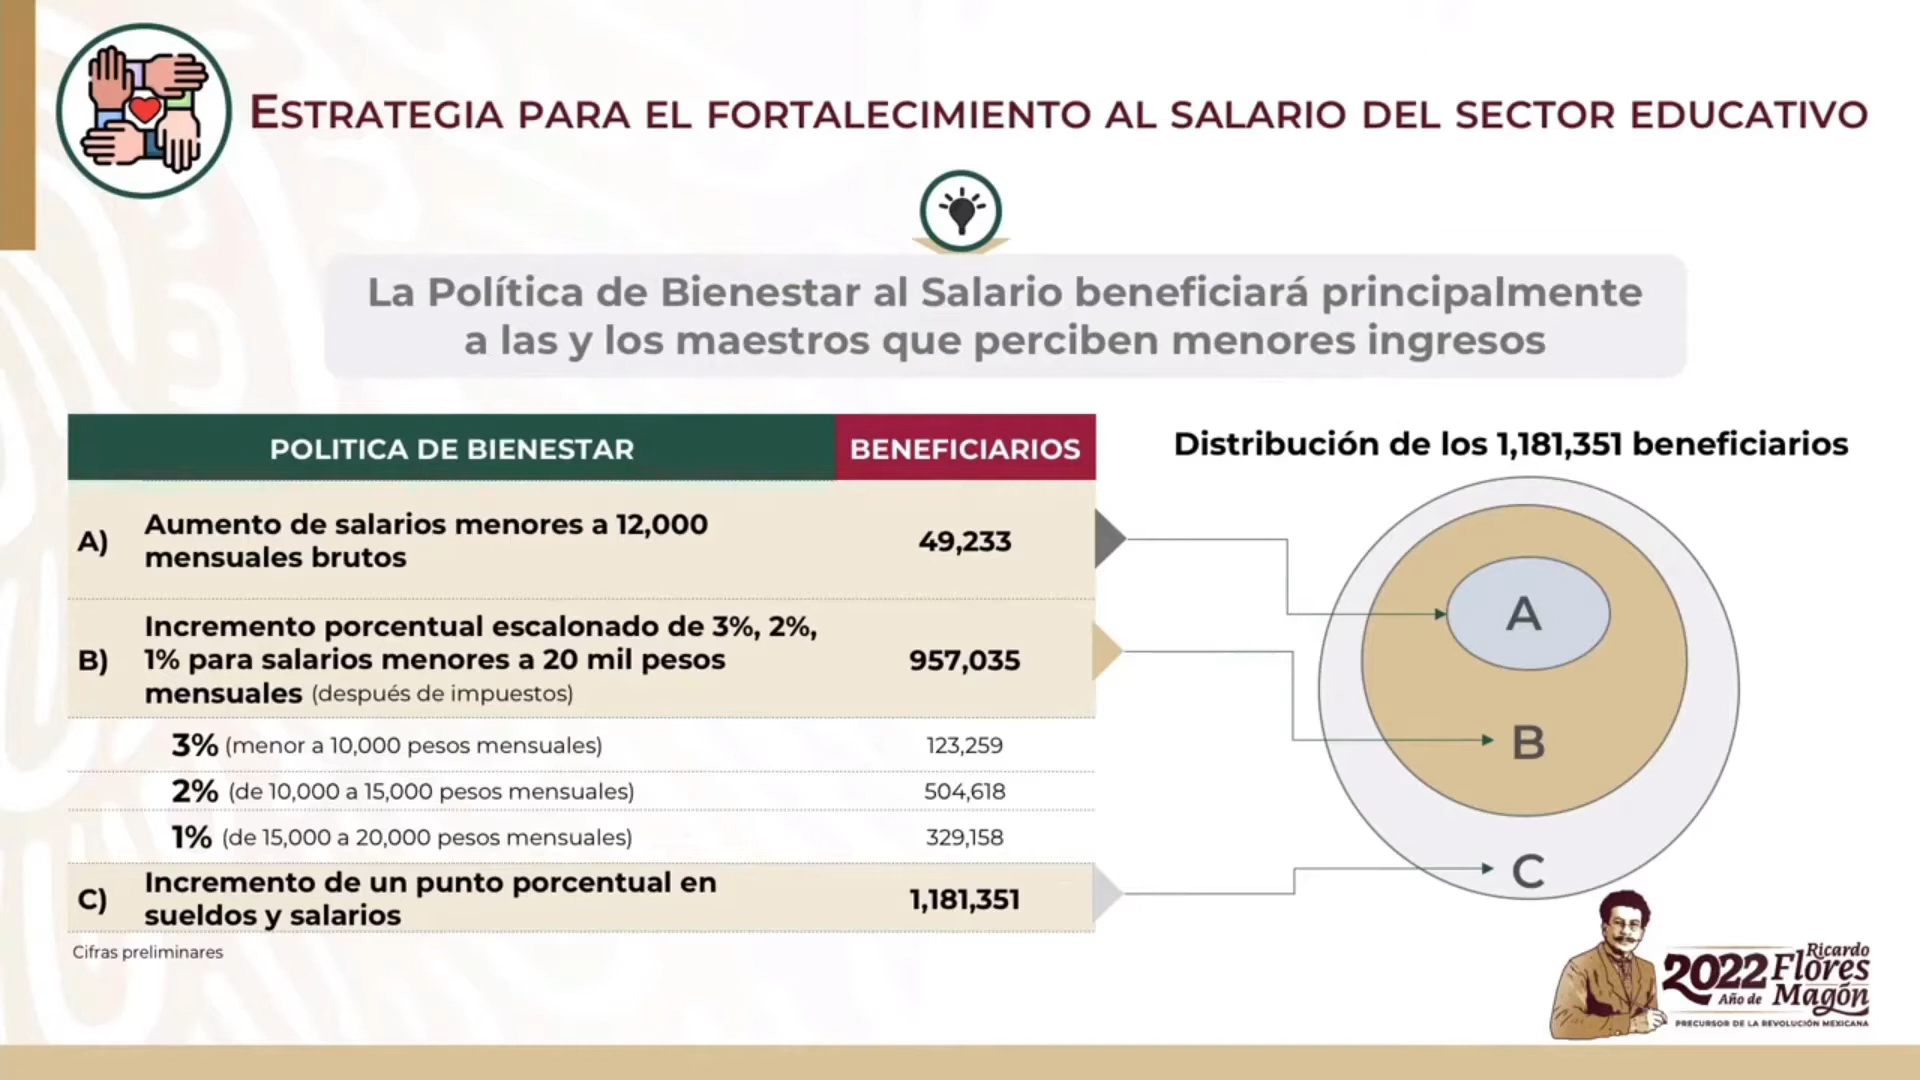 ESTRATEGIA PARA EL FORTALECIMIENTO AL SALARIO DEL SECTOR EDUCATIVO
La Política de Bienestar al Salario beneficiará principalmente
a las y los maestros que perciben menores ingresos
POLITICA DE BIENESTAR BENEFICIARIOS
A) Aumento de salarios menores a 12,000
mensuales brutos
49,233
B) Incremento porcentual escalonado de 3%, 2%,
1% para salarios menores a 20 mil pesos
mensuales (después de impuestos)
957,035
3% (menor a 10,000 pesos mensuales) 123,259
2% (de 10,000 a 15,000 pesos mensuales) 504,618
1% (de 15,000 a 20,000 pesos mensuales) 329,158
C) Incremento de un punto porcentual en
sueldos y salarios
1,181,351
Cifras preliminares
Distribución de los 1,181,351 beneficiarios
A
B
C
2022 Ricardo
Flores
Año de Magón
PRECURSOR DE LA REVOLUCIÓN MEXICANA